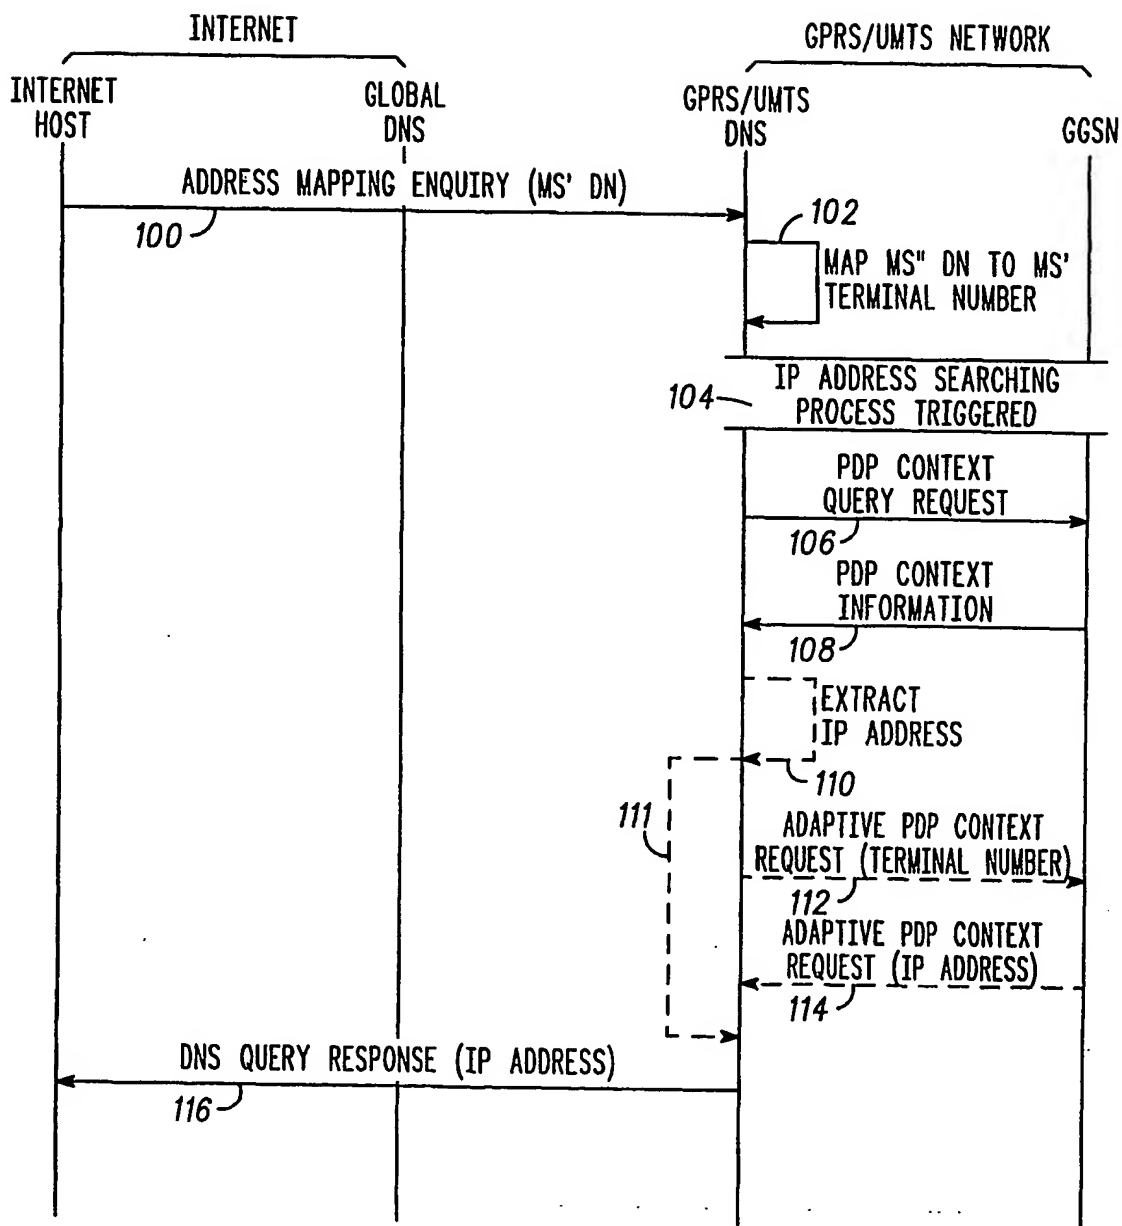 INTERNET
GPRS/UMTS NETWORK
INTERNET
HOST
GLOBAL
DNS
GPRS/UMTS
DNS
GGSN
ADDRESS MAPPING ENQUIRY (MS' DN)
100
102
MAP MS" DN TO MS'
TERMINAL NUMBER
104
IP ADDRESS SEARCHING
PROCESS TRIGGERED
PDP CONTEXT
QUERY REQUEST
106
PDP CONTEXT
INFORMATION
108
EXTRACT
IP ADDRESS
110
111
ADAPTIVE PDP CONTEXT
REQUEST (TERMINAL NUMBER)
112
ADAPTIVE PDP CONTEXT
REQUEST (IP ADDRESS)
114
DNS QUERY RESPONSE (IP ADDRESS)
116